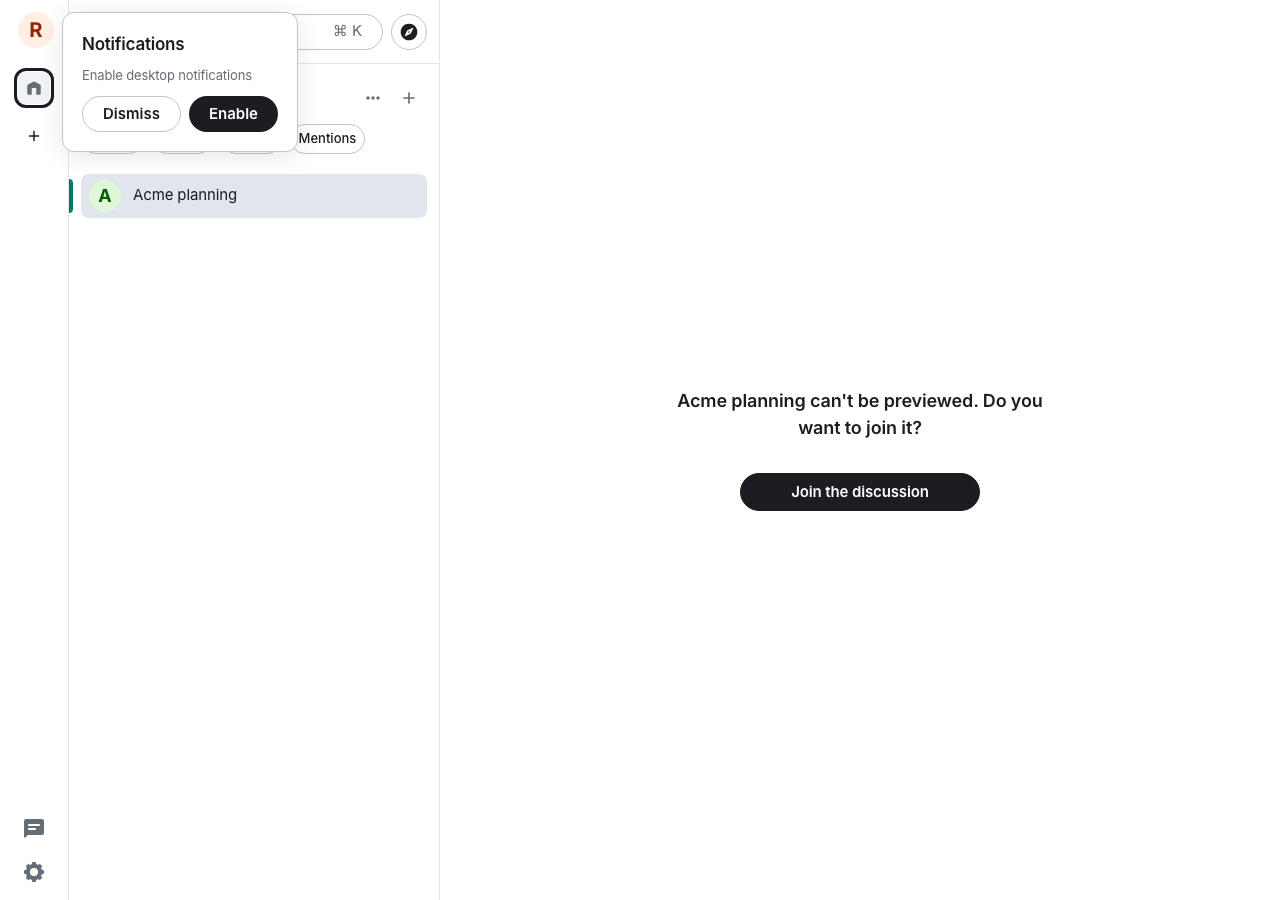 R
⌘ K
Notifications
Enable desktop notifications
Dismiss
Enable
Mentions
A
Acme planning
Acme planning can't be previewed. Do you
want to join it?
Join the discussion